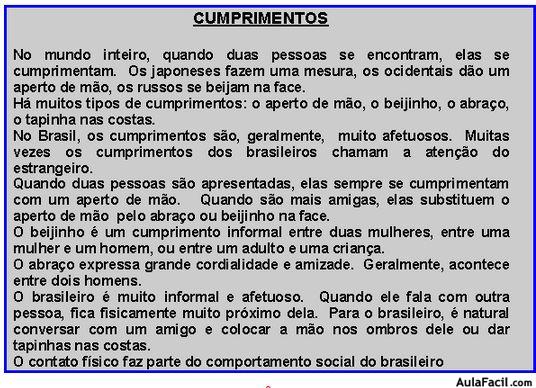 CUMPRIMENTOS
No mundo inteiro, quando duas pessoas se encontram, elas se
cumprimentam. Os japoneses fazem uma mesura, os ocidentais dão um
aperto de mão, os russos se beijam na face.
Há muitos tipos de cumprimentos: o aperto de mão, o beijinho, o abraço,
o tapinha nas costas.
No Brasil, os cumprimentos são, geralmente, muito afetuosos. Muitas
vezes os cumprimentos dos brasileiros chamam a atenção do
estrangeiro.
Quando duas pessoas são apresentadas, elas sempre se cumprimentam
com um aperto de mão. Quando são mais amigas, elas substituem o
aperto de mão pelo abraço ou beijinho na face.
O beijinho é um cumprimento informal entre duas mulheres, entre uma
mulher e um homem, ou entre um adulto e uma criança.
O abraço expressa grande cordialidade e amizade. Geralmente, acontece
entre dois homens.
O brasileiro é muito informal e afetuoso. Quando ele fala com outra
pessoa, fica fisicamente muito próximo dela. Para o brasileiro, é natural
conversar com um amigo e colocar a mão nos ombros dele ou dar
tapinhas nas costas.
O contato físico faz parte do comportamento social do brasileiro
AulaFacil.com